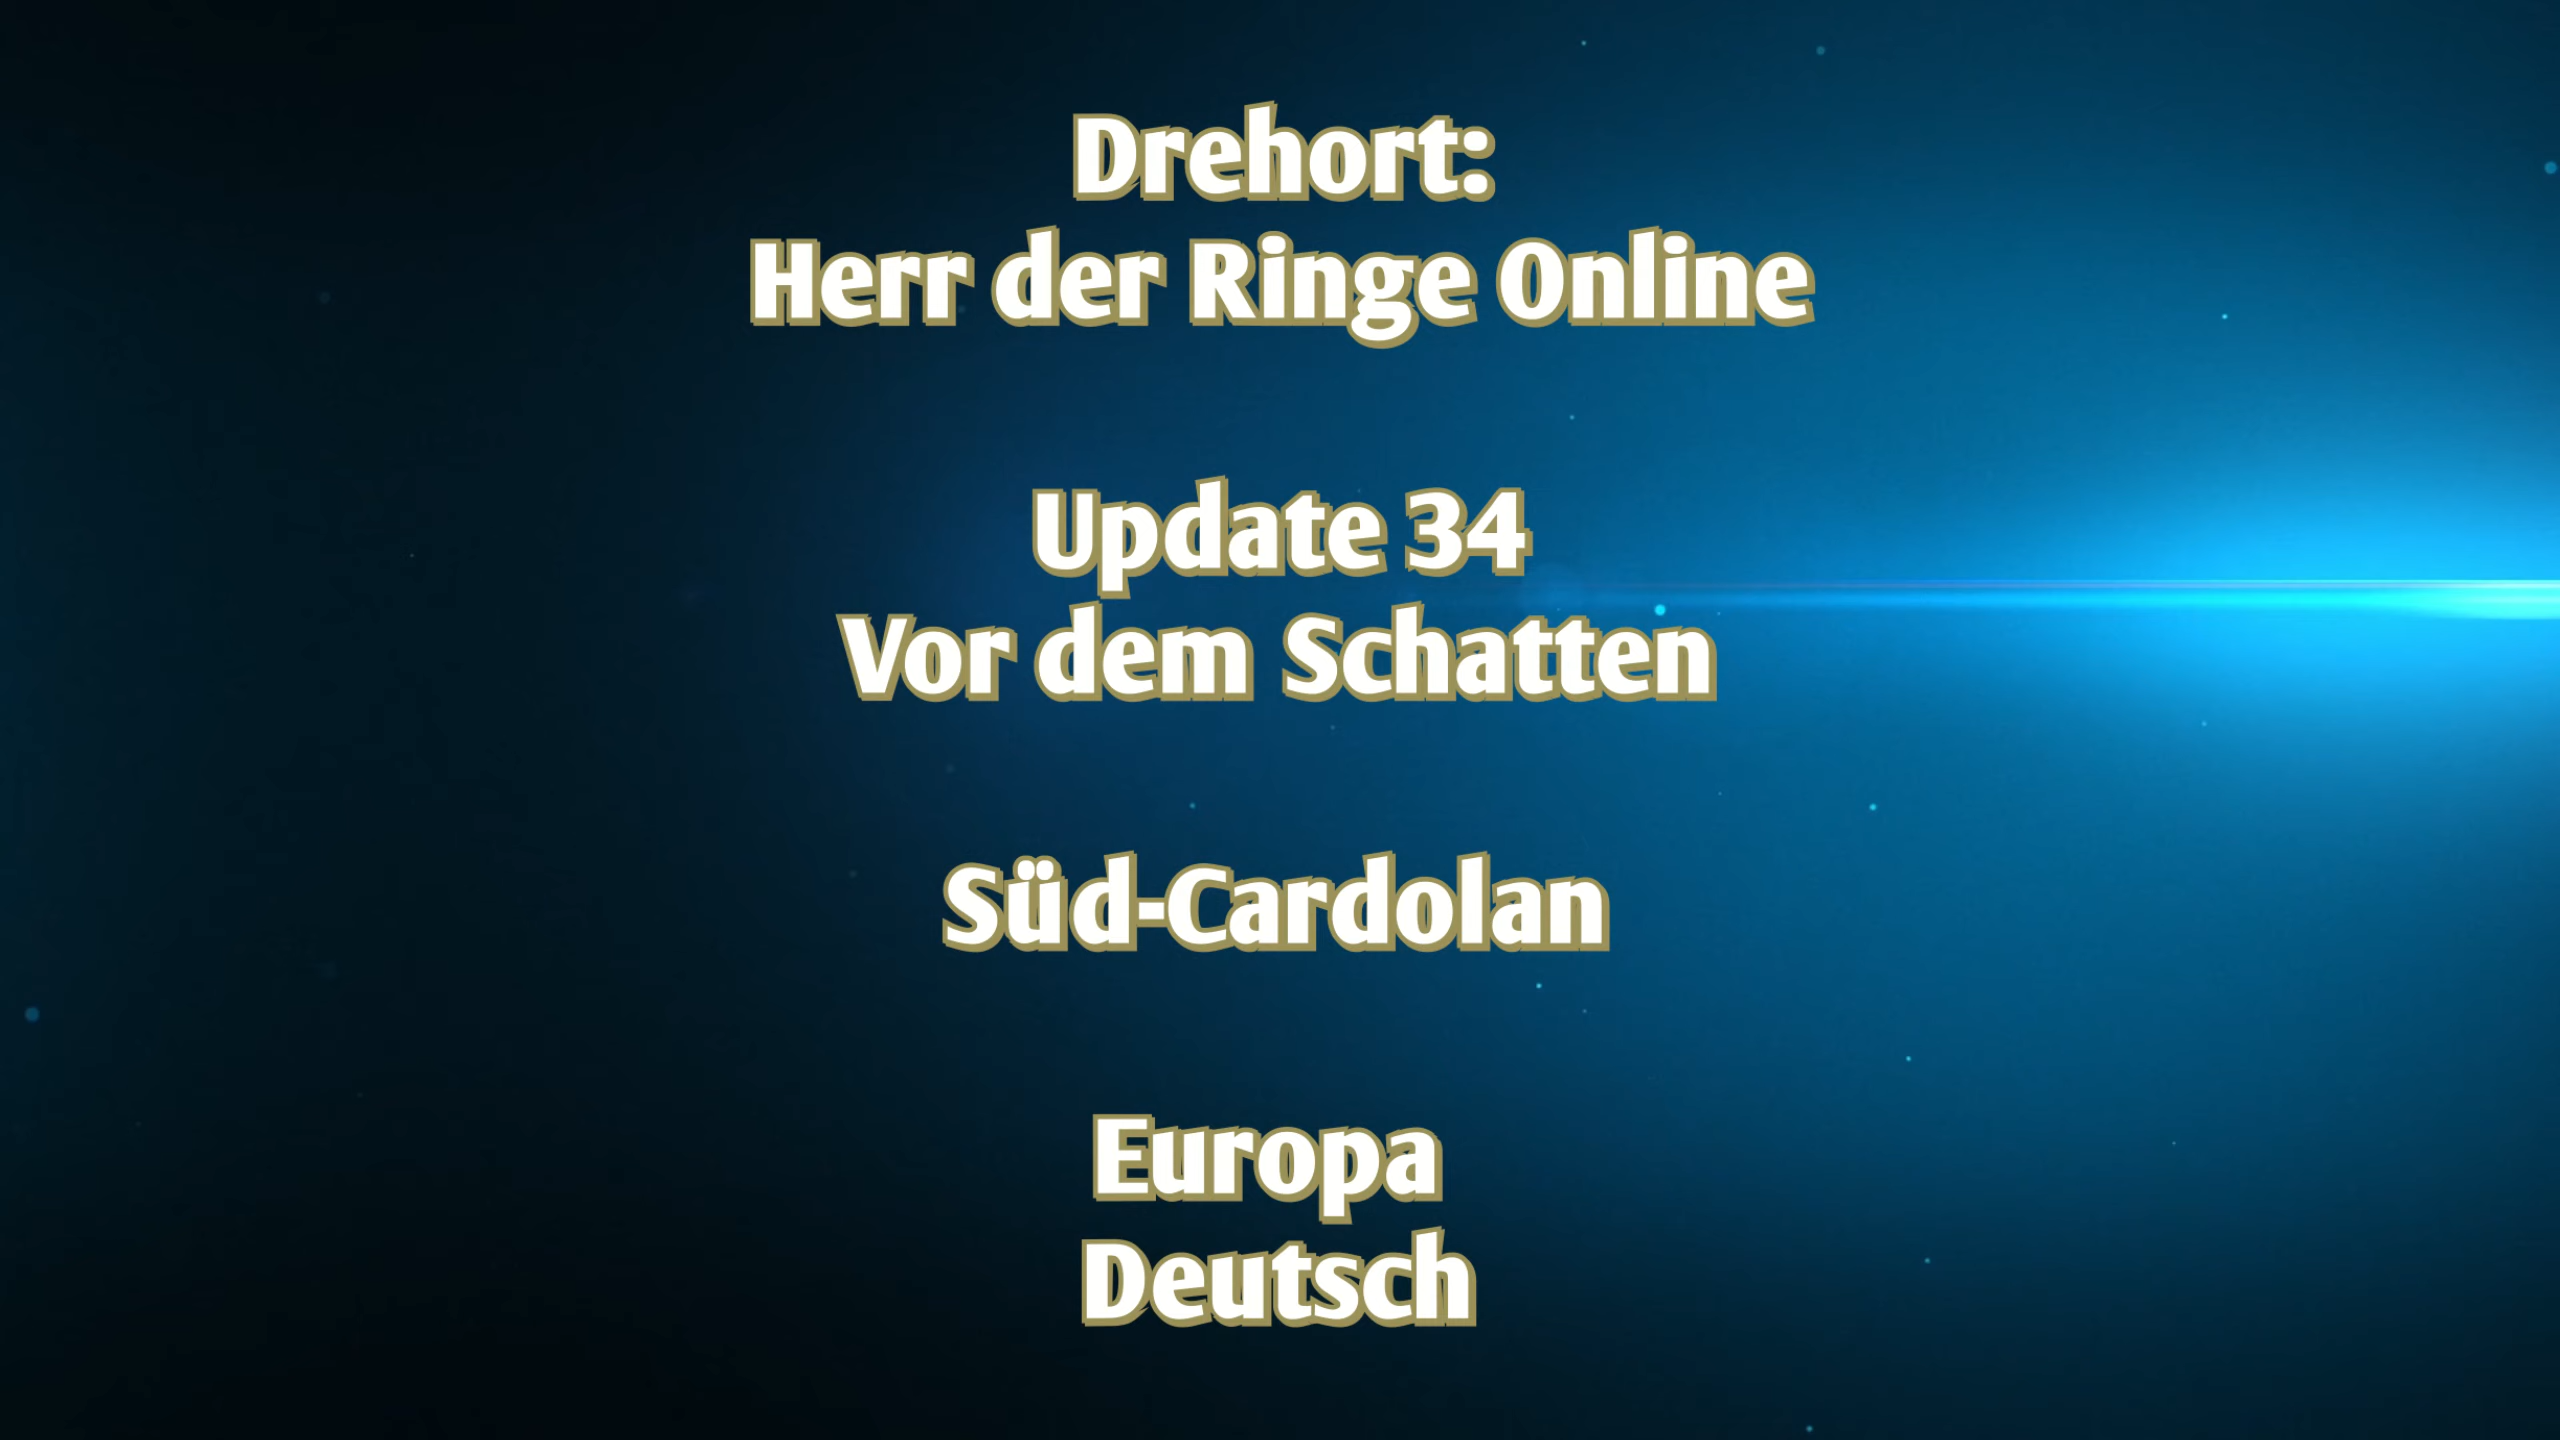 Drehort:
Herr der Ringe Online
Update 34
Vor dem Schatten
Süd-Cardolan
Europa
Deutsch